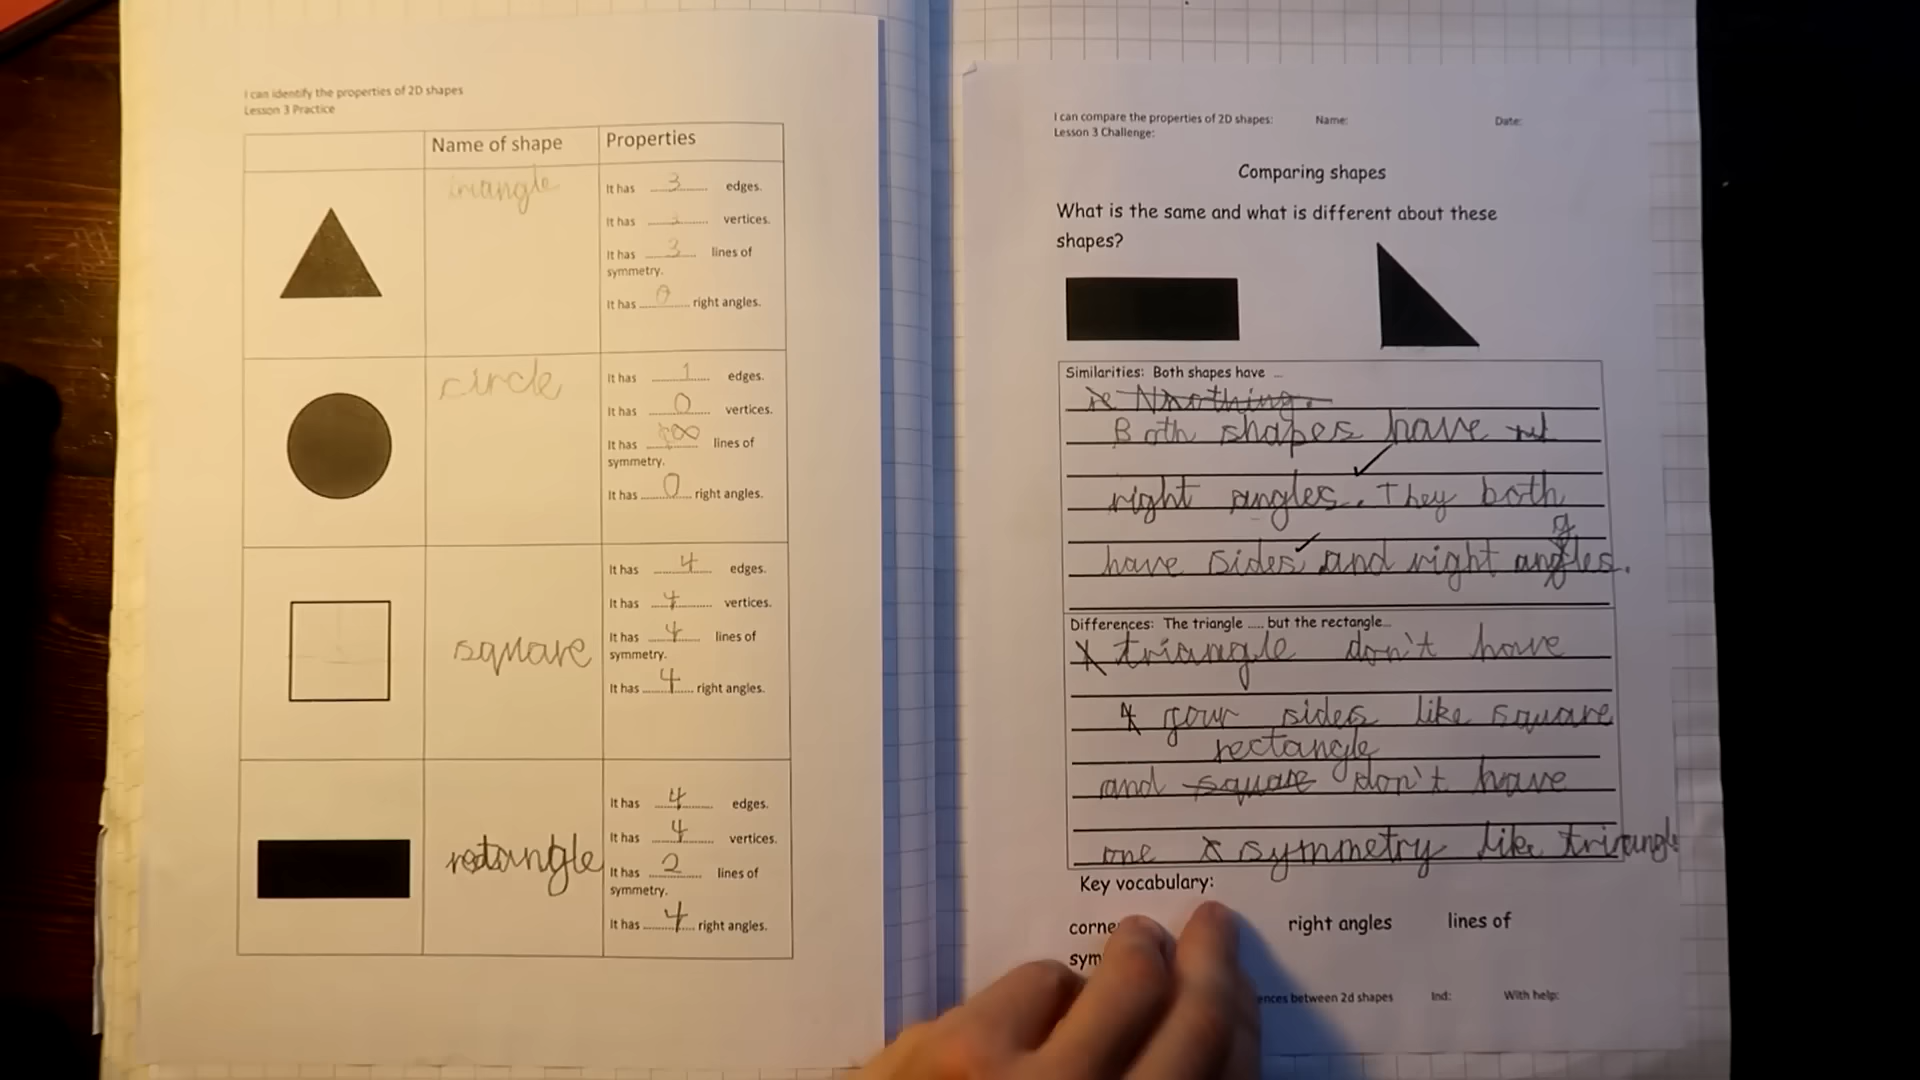 I can identify the properties of 2D shapes
Lesson 3 Practice
Name of shape Properties
triangle
It has 3 edges.
It has 3 vertices.
It has 3 lines of
symmetry.
It has 0 right angles.
circle
It has 1 edges.
It has 0 vertices.
It has ∞ lines of
symmetry.
It has 0 right angles.
square
It has 4 edges.
It has 4 vertices.
It has 4 lines of
symmetry.
It has 4 right angles.
rectangle
It has 4 edges.
It has 4 vertices.
It has 2 lines of
symmetry.
It has 4 right angles.
I can compare the properties of 2D shapes: Name: Date:
Lesson 3 Challenge:
Comparing shapes
What is the same and what is different about these
shapes?
Similarities: Both shapes have ...
Nothing.
Both shapes have
right angles. They both
have sides and right angles.
Differences: The triangle ..... but the rectangle...
triangle don't have
four sides like square
rectangle
and square don't have
one symmetry like triangle
Key vocabulary:
right angles lines of
between 2d shapes Ind: With help: